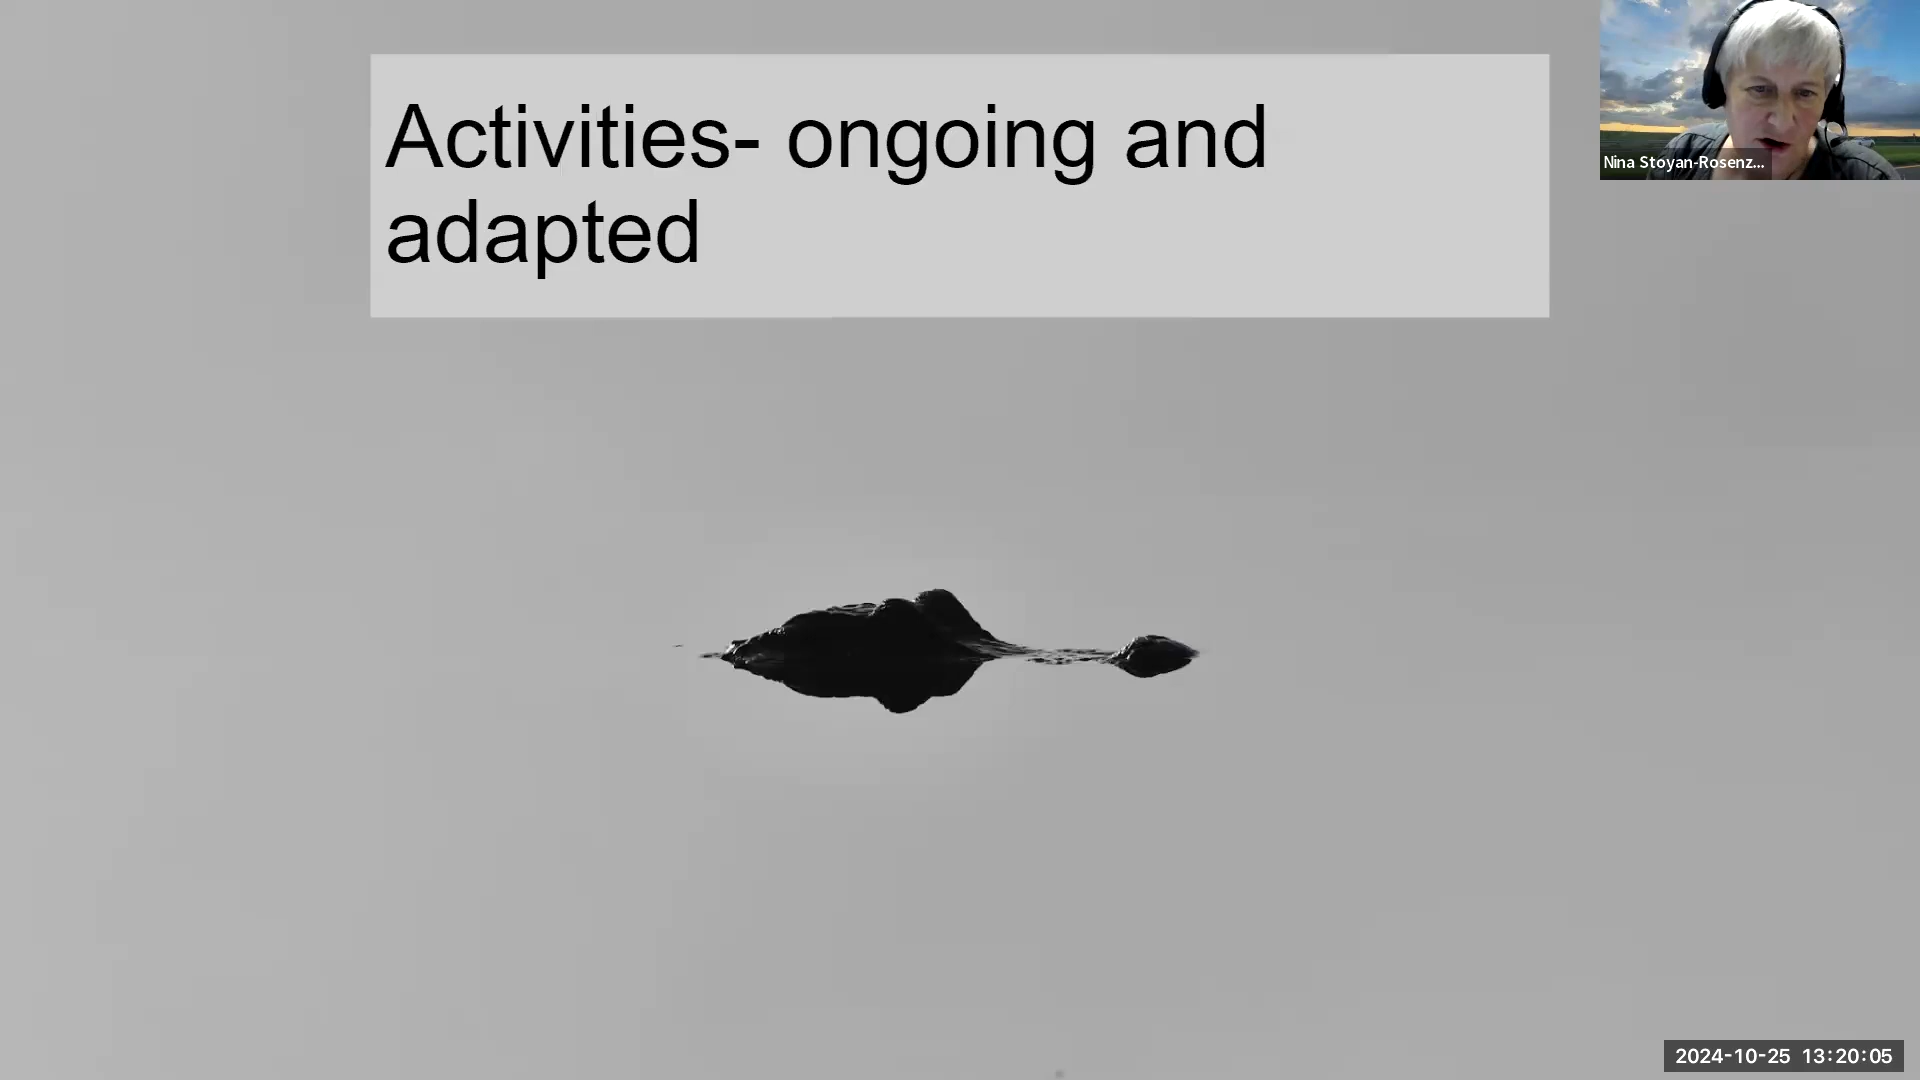 Activities- ongoing and
adapted
Nina Stoyan-Rosenz...
2024-10-25 13:20:05